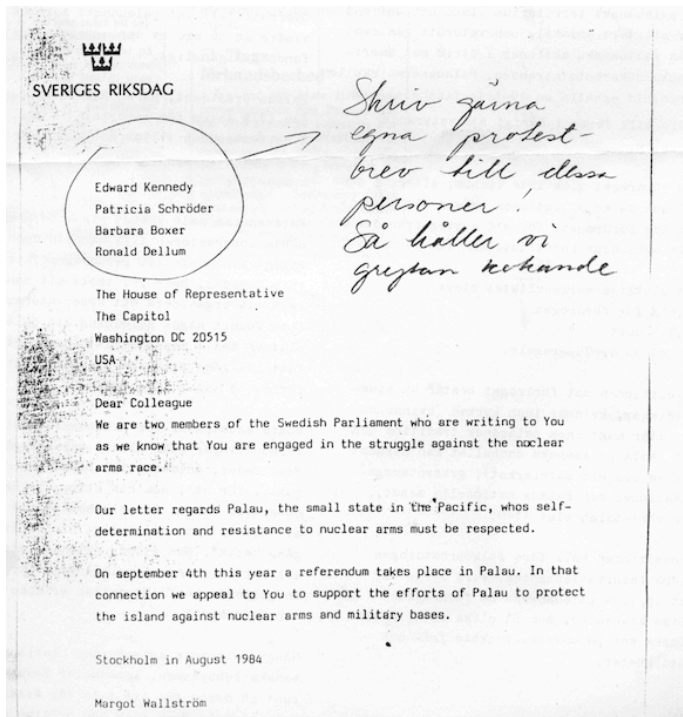 SVERIGES RIKSDAG
Skriv gärna
egna protest-
brev till dessa
personer!
Så håller vi
grytan kokande
Edward Kennedy
Patricia Schröder
Barbara Boxer
Ronald Dellum
The House of Representative
The Capitol
Washington DC 20515
USA
Dear Colleague
We are two members of the Swedish Parliament who are writing to You
as we know that You are engaged in the struggle against the nuclear
arms race.
Our letter regards Palau, the small state in the Pacific, whos self-
determination and resistance to nuclear arms must be respected.
On september 4th this year a referendum takes place in Palau. In that
connection we appeal to You to support the efforts of Palau to protect
the island against nuclear arms and military bases.
Stockholm in August 1984
Margot Wallström